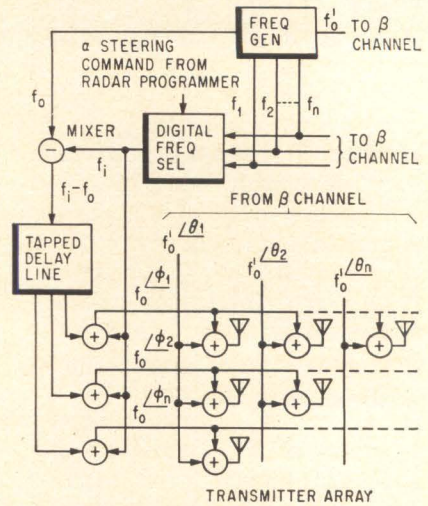 FREQ
GEN
f₀'
TO β
CHANNEL
α STEERING
COMMAND FROM
RADAR PROGRAMMER
f₀
f₁ f₂ fₙ
MIXER
DIGITAL
FREQ
SEL
TO β
CHANNEL
fᵢ
fᵢ-f₀
FROM β CHANNEL
TAPPED
DELAY
LINE
f₀' ∠θ₁
f₀' ∠θ₂
f₀' ∠θₙ
f₀ ∠ϕ₁
f₀ ∠ϕ₂
f₀ ∠ϕₙ
TRANSMITTER ARRAY